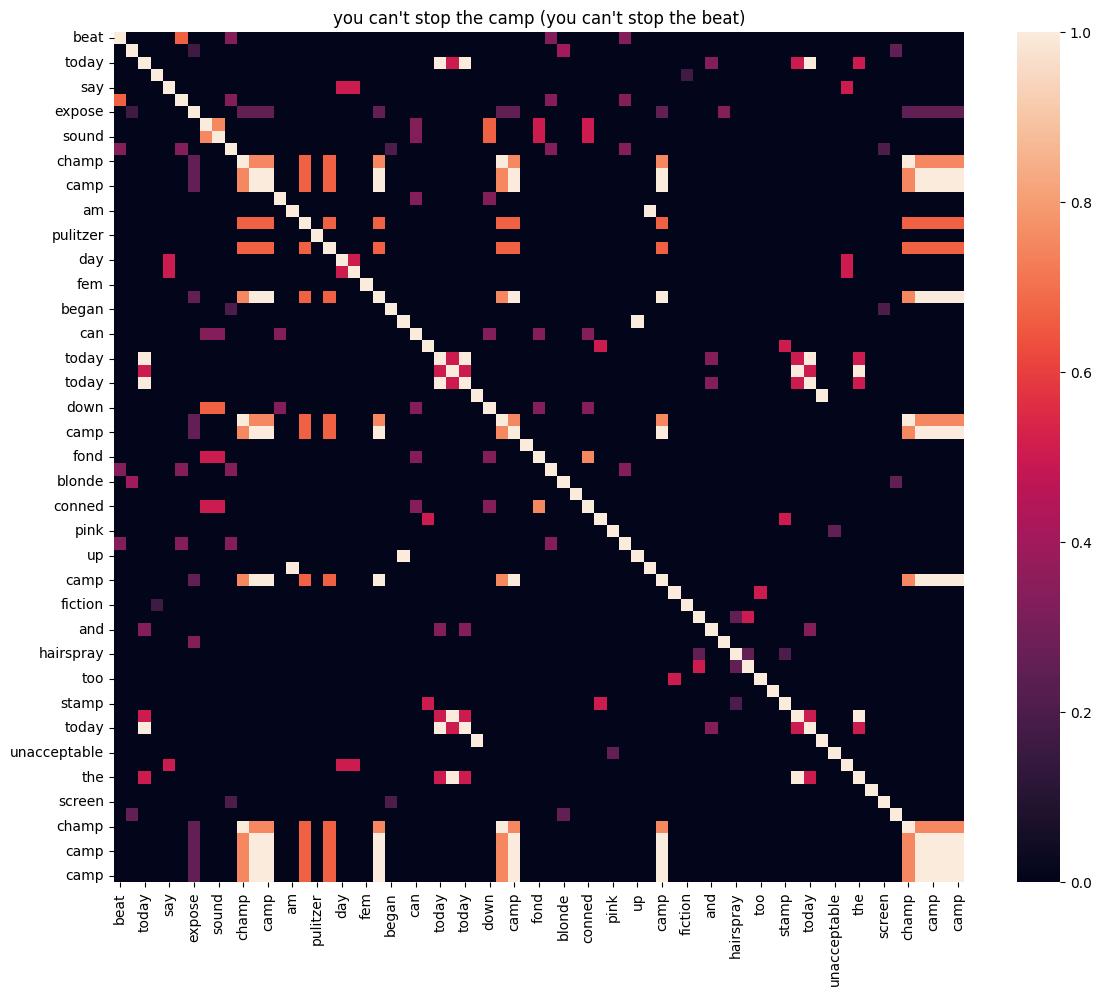 you can't stop the camp (you can't stop the beat)
beat
today
say
expose
sound
champ
camp
am
pulitzer
day
fem
began
can
today
today
down
camp
fond
blonde
conned
pink
up
camp
fiction
and
hairspray
too
stamp
today
unacceptable
the
screen
champ
camp
camp
beat
today
say
expose
sound
champ
camp
am
pulitzer
day
fem
began
can
today
today
down
camp
fond
blonde
conned
pink
up
camp
fiction
and
hairspray
too
stamp
today
unacceptable
the
screen
champ
camp
camp
1.0
0.8
0.6
0.4
0.2
0.0